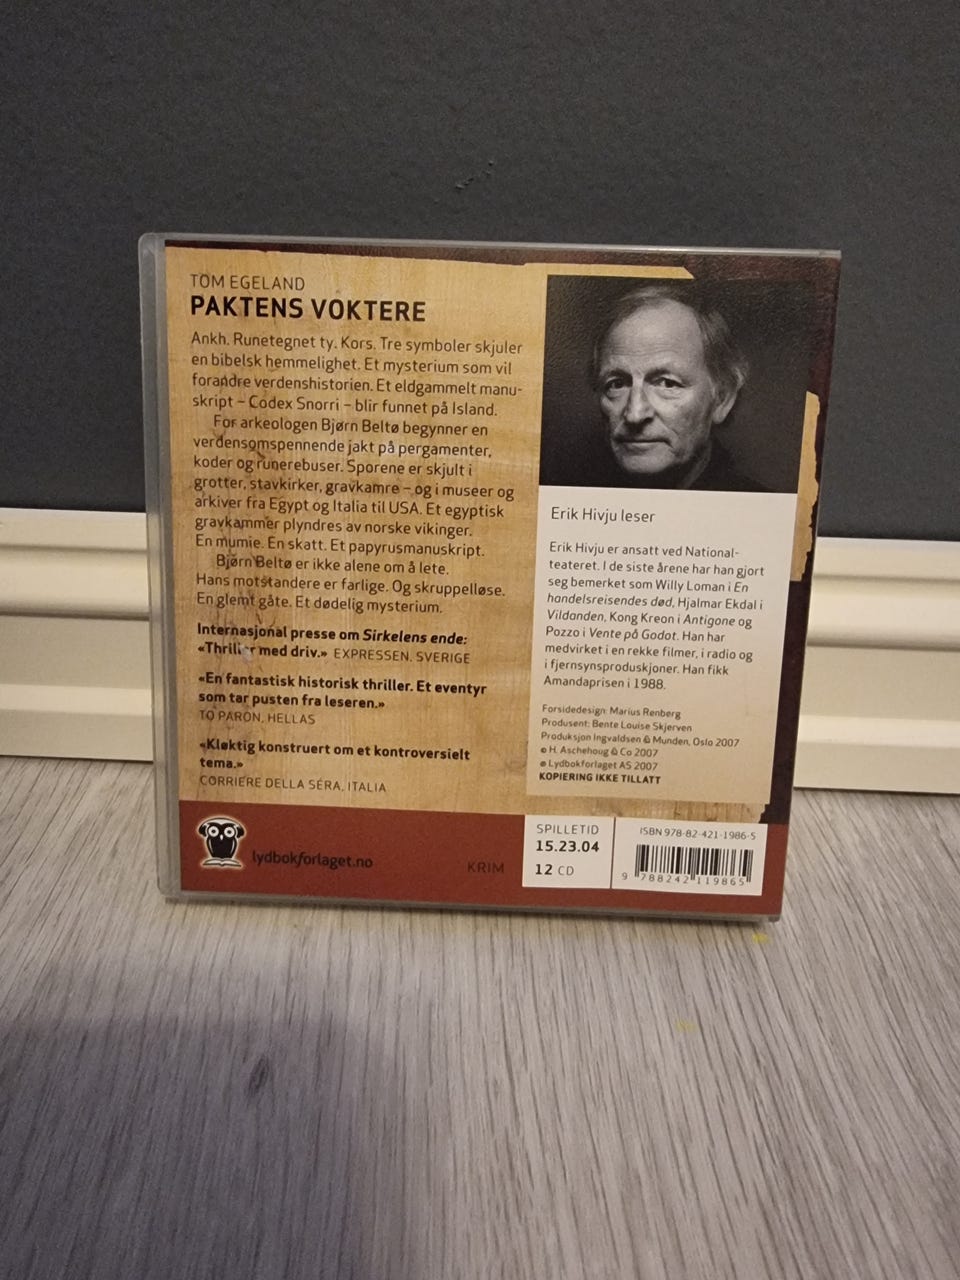 TOM EGELAND
PAKTENS VOKTERE
Ankh. Runetegnet ty. Kors. Tre symboler skjuler
en bibelsk hemmelighet. Et mysterium som vil
forandre verdenshistorien. Et eldgammelt manu-
skript – Codex Snorri – blir funnet på Island.
For arkeologen Bjørn Beltø begynner en
verdensomspennende jakt på pergamenter,
koder og runerebuser. Sporene er skjult i
grotter, stavkirker, gravkamre – og i museer og
arkiver fra Egypt og Italia til USA. Et egyptisk
gravkammer plyndres av norske vikinger.
En mumie. En skatt. Et papyrusmanuskript.
Bjørn Beltø er ikke alene om å lete.
Hans motstandere er farlige. Og skruppelløse.
En glemt gåte. Et dødelig mysterium.
Internasjonal presse om Sirkelens ende:
«Thriller med driv.» EXPRESSEN, SVERIGE
«En fantastisk historisk thriller. Et eventyr
som tar pusten fra leseren.»
TO PARON, HELLAS
«Kløktig konstruert om et kontroversielt
tema.»
CORRIERE DELLA SÉRA, ITALIA
Erik Hivju leser
Erik Hivju er ansatt ved National-
teateret. I de siste årene har han gjort
seg bemerket som Willy Loman i En
handelsreisendes død, Hjalmar Ekdal i
Vildanden, Kong Kreon i Antigone og
Pozzo i Vente på Godot. Han har
medvirket i en rekke filmer, i radio og
i fjernsynsproduskjoner. Han fikk
Amandaprisen i 1988.
Forsidedesign: Marius Renberg
Produsent: Bente Louise Skjerven
Produksjon Ingvaldsen & Munden, Oslo 2007
© H. Aschehoug & Co 2007
℗ Lydbokforlaget AS 2007
KOPIERING IKKE TILLATT
lydbokforlaget.no
KRIM
SPILLETID
15.23.04
12 CD
ISBN 978-82-421-1986-5
9 788242 119865